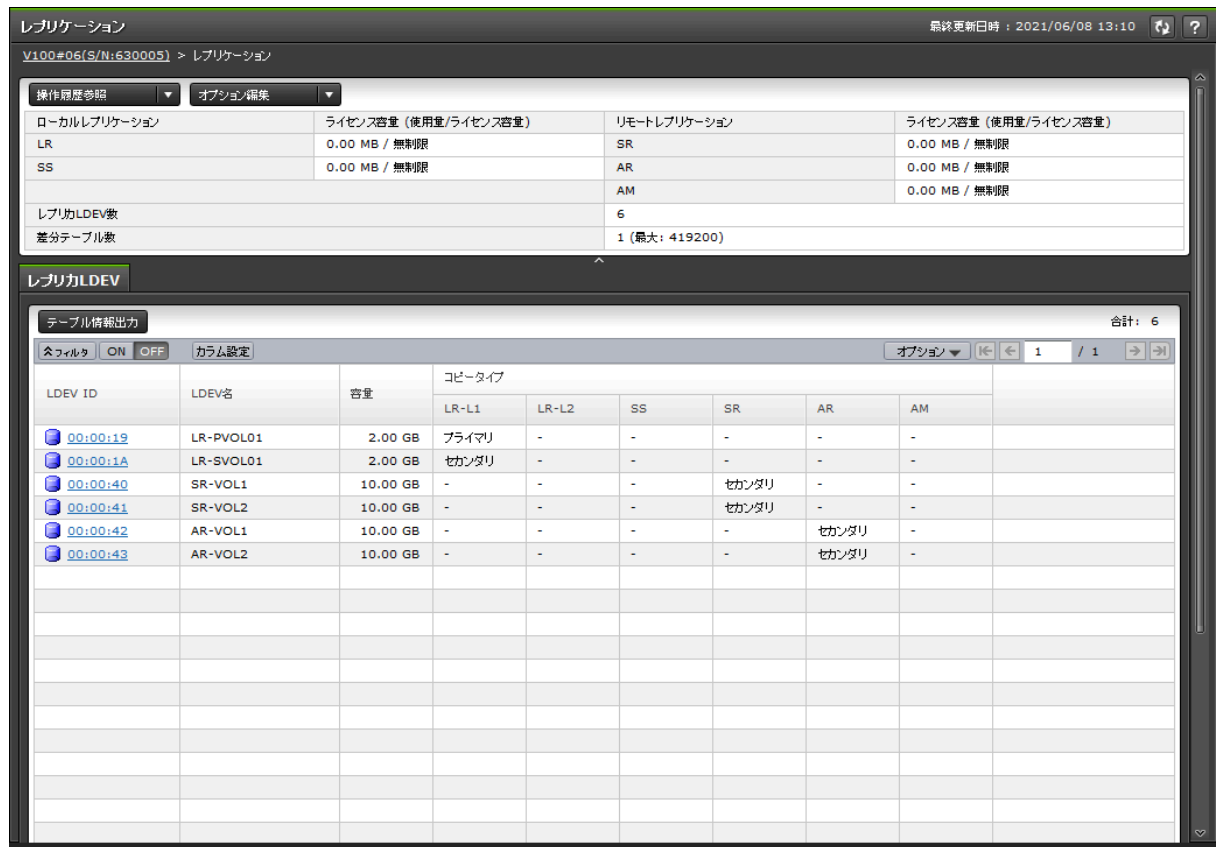 レプリケーション 最終更新日時 : 2021/06/08 13:10 ?
V100#06(S/N:630005) > レプリケーション
操作履歴参照 オプション編集
ローカルレプリケーション ライセンス容量 (使用量/ライセンス容量) リモートレプリケーション ライセンス容量 (使用量/ライセンス容量)
LR 0.00 MB / 無制限 SR 0.00 MB / 無制限
SS 0.00 MB / 無制限 AR 0.00 MB / 無制限
AM 0.00 MB / 無制限
レプリカLDEV数 6
差分テーブル数 1 (最大: 419200)
レプリカLDEV
テーブル情報出力 合計: 6
フィルタ ON OFF カラム設定 オプション 1 / 1
LDEV ID LDEV名 容量 コピータイプ
LR-L1 LR-L2 SS SR AR AM
00:00:19 LR-PVOL01 2.00 GB プライマリ - - - - -
00:00:1A LR-SVOL01 2.00 GB セカンダリ - - - - -
00:00:40 SR-VOL1 10.00 GB - - - セカンダリ - -
00:00:41 SR-VOL2 10.00 GB - - - セカンダリ - -
00:00:42 AR-VOL1 10.00 GB - - - - セカンダリ -
00:00:43 AR-VOL2 10.00 GB - - - - セカンダリ -